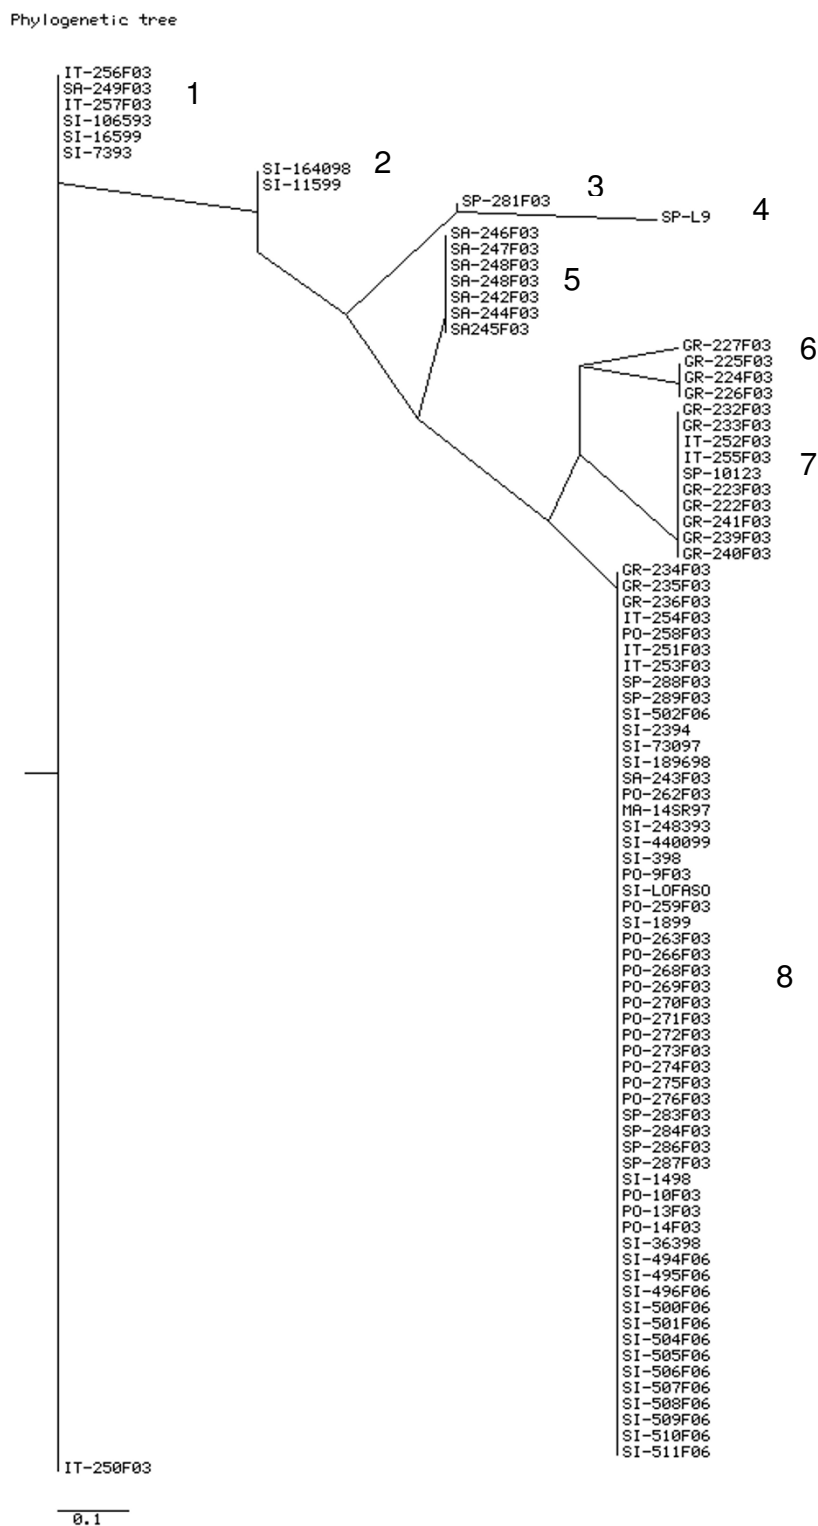 Phylogenetic tree
IT-256F03
SA-249F03
1
IT-257F03
SI-106593
SI-16599
SI-7393
SI-164098
2
SI-11599
3
SP-281F03
SP-L9
4
SA-246F03
SA-247F03
SA-248F03
SA-248F03
5
SA-242F03
SA-244F03
SA245F03
GR-227F03
6
GR-225F03
GR-224F03
GR-226F03
GR-232F03
GR-233F03
IT-252F03
IT-255F03
7
SP-10123
GR-223F03
GR-222F03
GR-241F03
GR-239F03
GR-240F03
GR-234F03
GR-235F03
GR-236F03
IT-254F03
PO-258F03
IT-251F03
IT-253F03
SP-288F03
SP-289F03
SI-502F06
SI-2394
SI-73097
SI-189698
SA-243F03
PO-262F03
MA-14SR97
SI-248393
SI-440099
SI-398
PO-9F03
SI-LOFASO
PO-259F03
SI-1899
PO-263F03
PO-266F03
PO-268F03
8
PO-269F03
PO-270F03
PO-271F03
PO-272F03
PO-273F03
PO-274F03
PO-275F03
PO-276F03
SP-283F03
SP-284F03
SP-286F03
SP-287F03
SI-1498
PO-10F03
PO-13F03
PO-14F03
SI-36398
SI-494F06
SI-495F06
SI-496F06
SI-500F06
SI-501F06
SI-504F06
SI-505F06
SI-506F06
SI-507F06
SI-508F06
SI-509F06
SI-510F06
SI-511F06
IT-250F03
0.1